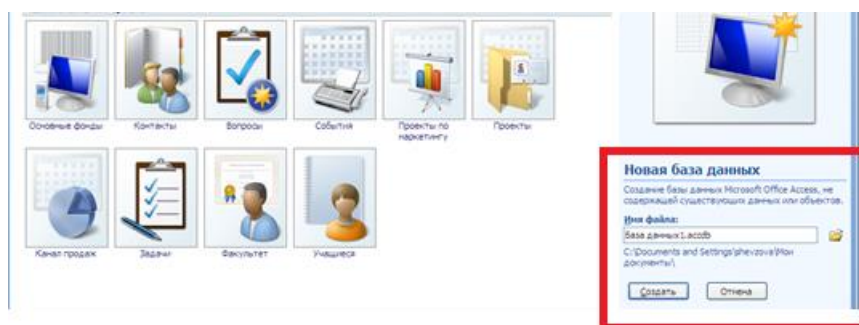 Основные фонды
Контакты
Вопросы
События
Проекты по
маркетингу
Проекты
Канал продаж
Задачи
Факультет
Учащиеся
Новая база данных
Создание базы данных Microsoft Office Access, не
содержащей существующих данных или объектов.
Имя файла:
База данных1.accdb
C:\Documents and Settings\shevzova\Мои
документы\
Создать
Отмена